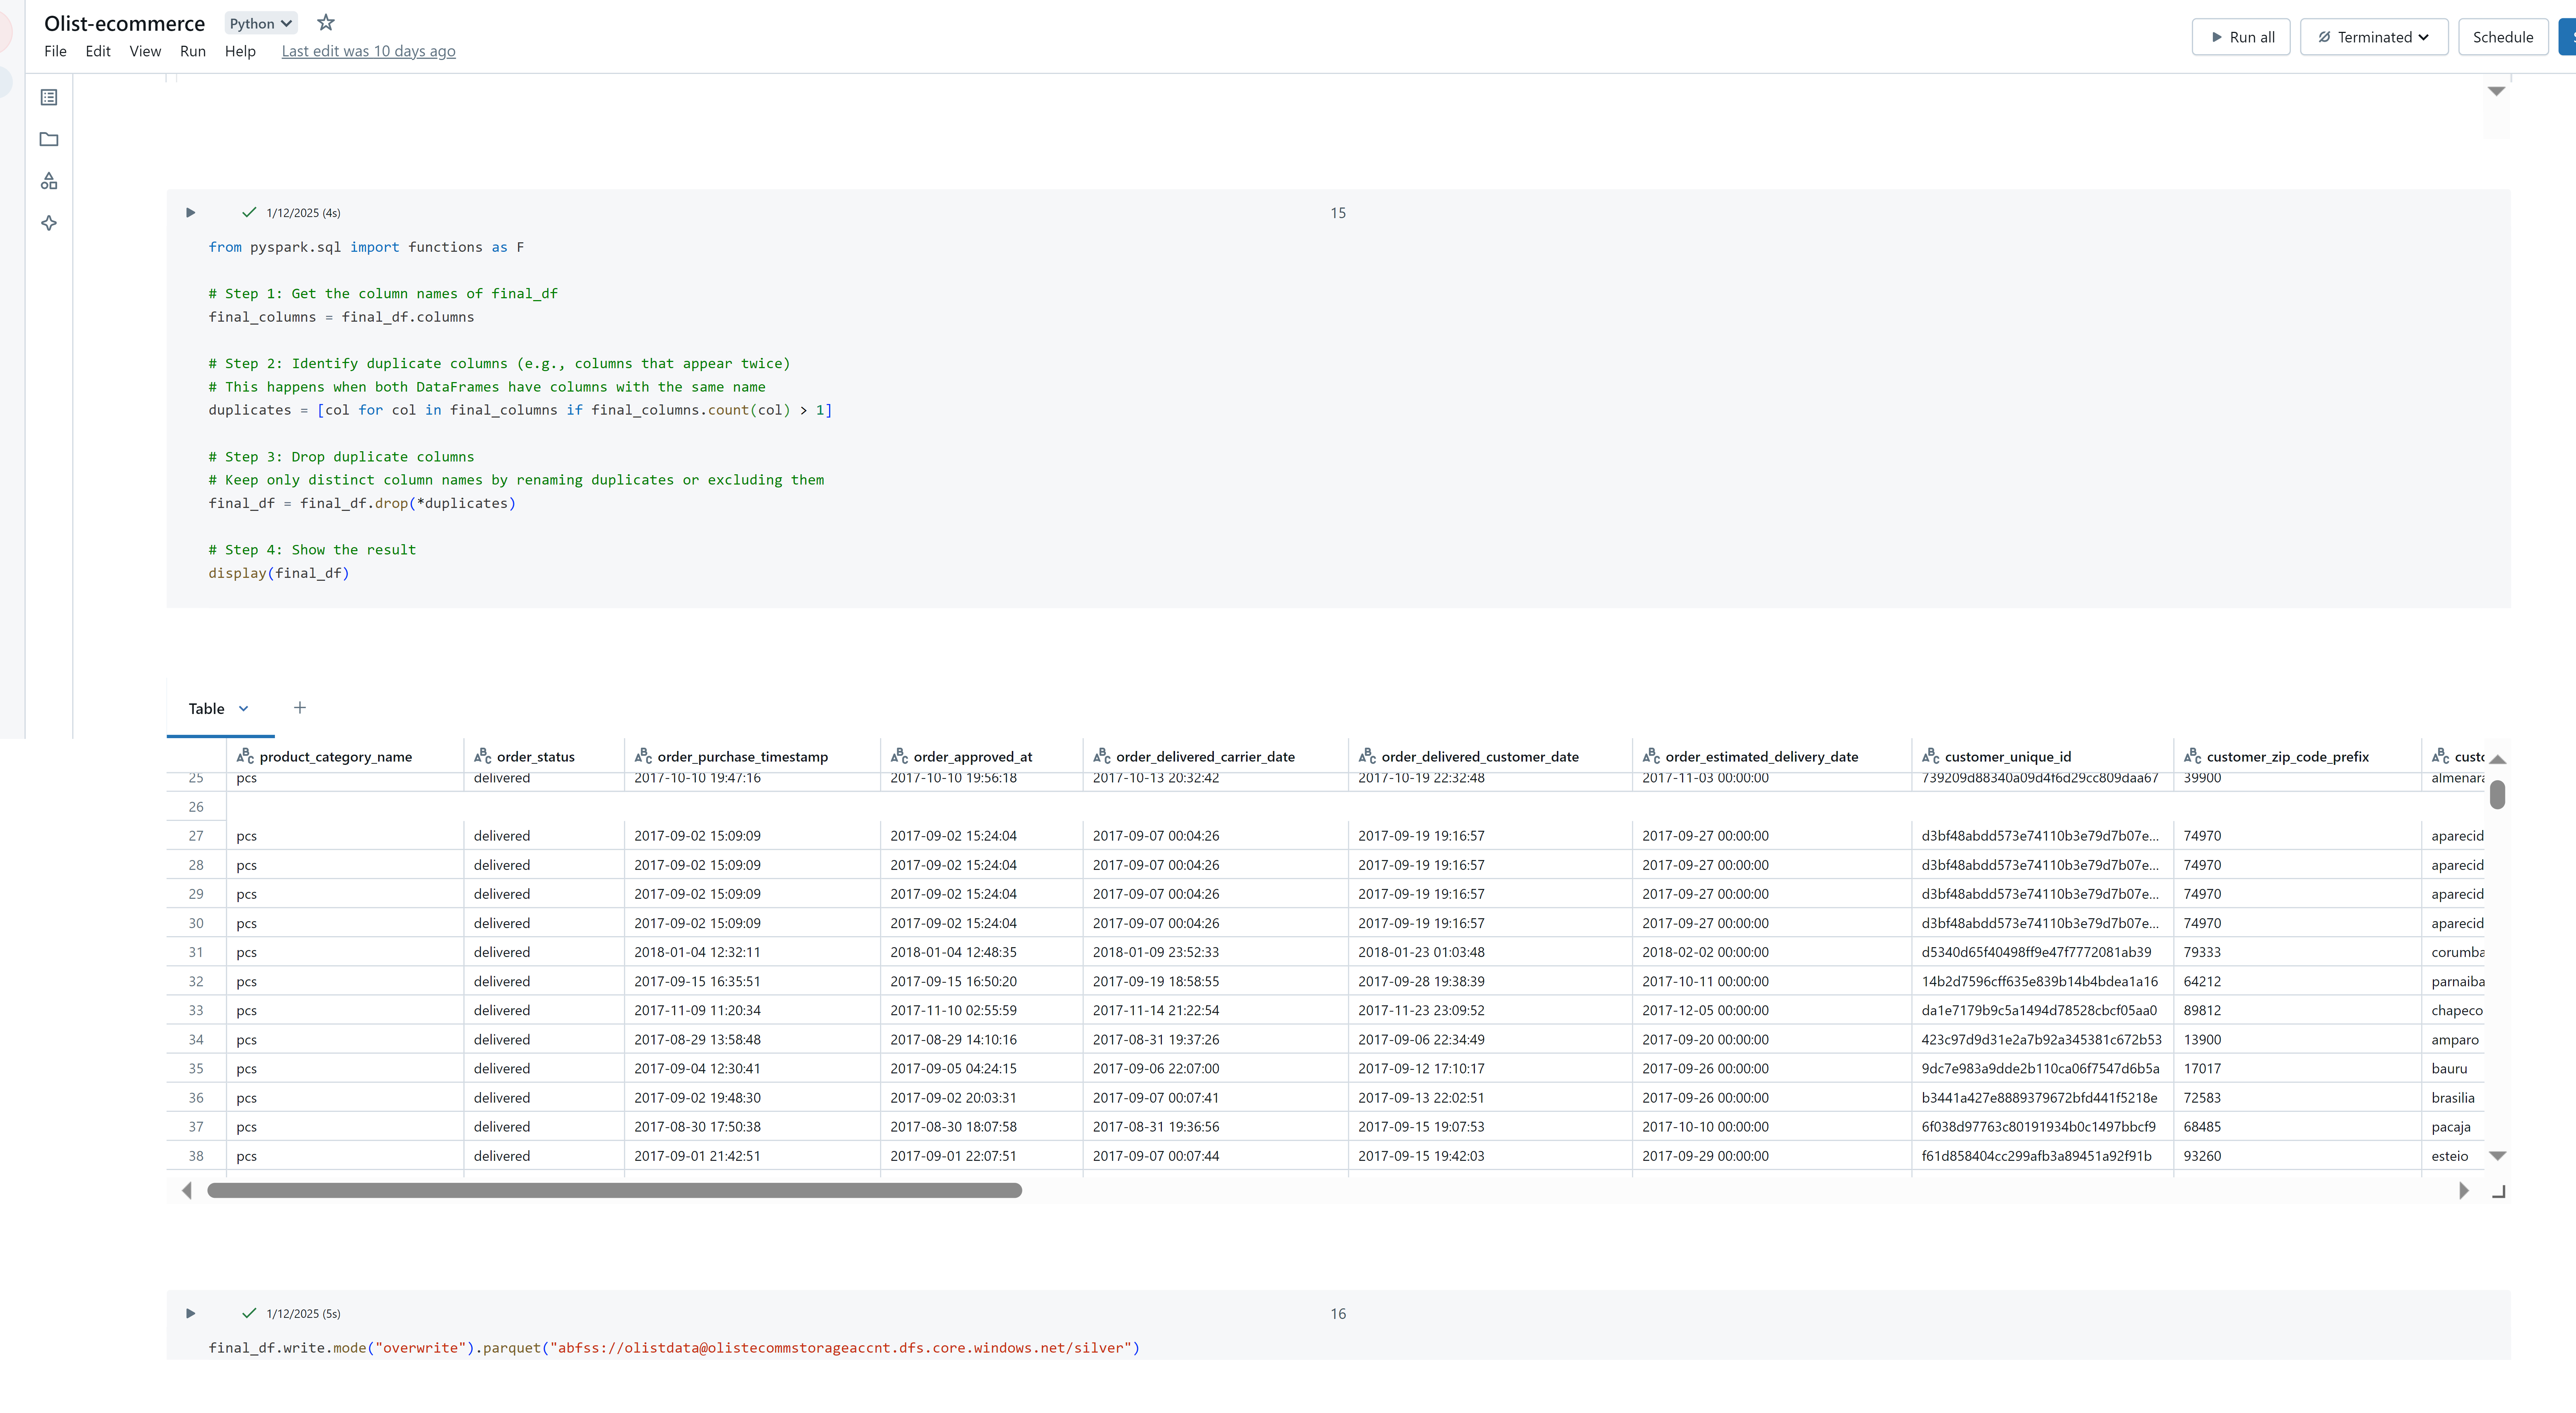 Olist-ecommerce Python
File Edit View Run Help Last edit was 10 days ago
Run all Terminated Schedule
1/12/2025 (4s) 15
from pyspark.sql import functions as F
# Step 1: Get the column names of final_df
final_columns = final_df.columns
# Step 2: Identify duplicate columns (e.g., columns that appear twice)
# This happens when both DataFrames have columns with the same name
duplicates = [col for col in final_columns if final_columns.count(col) > 1]
# Step 3: Drop duplicate columns
# Keep only distinct column names by renaming duplicates or excluding them
final_df = final_df.drop(*duplicates)
# Step 4: Show the result
display(final_df)
Table +
product_category_name order_status order_purchase_timestamp order_approved_at order_delivered_carrier_date order_delivered_customer_date order_estimated_delivery_date customer_unique_id customer_zip_code_prefix custo
25 pcs delivered 2017-10-10 19:47:16 2017-10-10 19:56:18 2017-10-13 20:32:42 2017-10-19 22:32:48 2017-11-03 00:00:00 739209d88340a09d4f6d29cc809daa67 39900 almenara
26
27 pcs delivered 2017-09-02 15:09:09 2017-09-02 15:24:04 2017-09-07 00:04:26 2017-09-19 19:16:57 2017-09-27 00:00:00 d3bf48abdd573e74110b3e79d7b07e... 74970 aparecid
28 pcs delivered 2017-09-02 15:09:09 2017-09-02 15:24:04 2017-09-07 00:04:26 2017-09-19 19:16:57 2017-09-27 00:00:00 d3bf48abdd573e74110b3e79d7b07e... 74970 aparecid
29 pcs delivered 2017-09-02 15:09:09 2017-09-02 15:24:04 2017-09-07 00:04:26 2017-09-19 19:16:57 2017-09-27 00:00:00 d3bf48abdd573e74110b3e79d7b07e... 74970 aparecid
30 pcs delivered 2017-09-02 15:09:09 2017-09-02 15:24:04 2017-09-07 00:04:26 2017-09-19 19:16:57 2017-09-27 00:00:00 d3bf48abdd573e74110b3e79d7b07e... 74970 aparecid
31 pcs delivered 2018-01-04 12:32:11 2018-01-04 12:48:35 2018-01-09 23:52:33 2018-01-23 01:03:48 2018-02-02 00:00:00 d5340d65f40498ff9e47f7772081ab39 79333 corumba
32 pcs delivered 2017-09-15 16:35:51 2017-09-15 16:50:20 2017-09-19 18:58:55 2017-09-28 19:38:39 2017-10-11 00:00:00 14b2d7596cff635e839b14b4bdea1a16 64212 parnaiba
33 pcs delivered 2017-11-09 11:20:34 2017-11-10 02:55:59 2017-11-14 21:22:54 2017-11-23 23:09:52 2017-12-05 00:00:00 da1e7179b9c5a1494d78528cbcf05aa0 89812 chapeco
34 pcs delivered 2017-08-29 13:58:48 2017-08-29 14:10:16 2017-08-31 19:37:26 2017-09-06 22:34:49 2017-09-20 00:00:00 423c97d9d31e2a7b92a345381c672b53 13900 amparo
35 pcs delivered 2017-09-04 12:30:41 2017-09-05 04:24:15 2017-09-06 22:07:00 2017-09-12 17:10:17 2017-09-26 00:00:00 9dc7e983a9dde2b110ca06f7547d6b5a 17017 bauru
36 pcs delivered 2017-09-02 19:48:30 2017-09-02 20:03:31 2017-09-07 00:07:41 2017-09-13 22:02:51 2017-09-26 00:00:00 b3441a427e8889379672bfd441f5218e 72583 brasilia
37 pcs delivered 2017-08-30 17:50:38 2017-08-30 18:07:58 2017-08-31 19:36:56 2017-09-15 19:07:53 2017-10-10 00:00:00 6f038d97763c80191934b0c1497bbcf9 68485 pacaja
38 pcs delivered 2017-09-01 21:42:51 2017-09-01 22:07:51 2017-09-07 00:07:44 2017-09-15 19:42:03 2017-09-29 00:00:00 f61d858404cc299afb3a89451a92f91b 93260 esteio
1/12/2025 (5s) 16
final_df.write.mode("overwrite").parquet("abfss://olistdata@olistecommstorageaccnt.dfs.core.windows.net/silver")